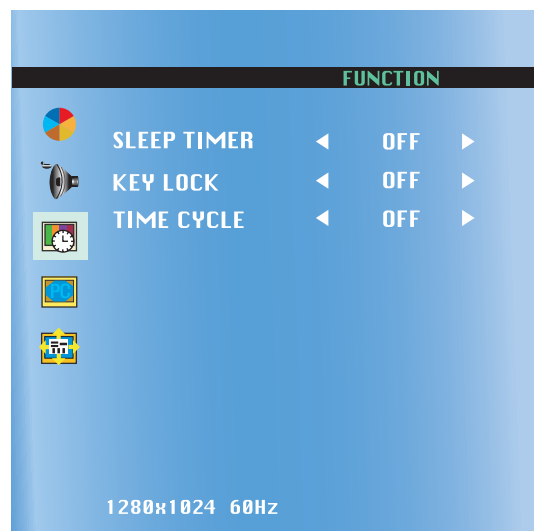 FUNCTION
SLEEP TIMER OFF
KEY LOCK OFF
TIME CYCLE OFF
PC
1280x1024 60Hz